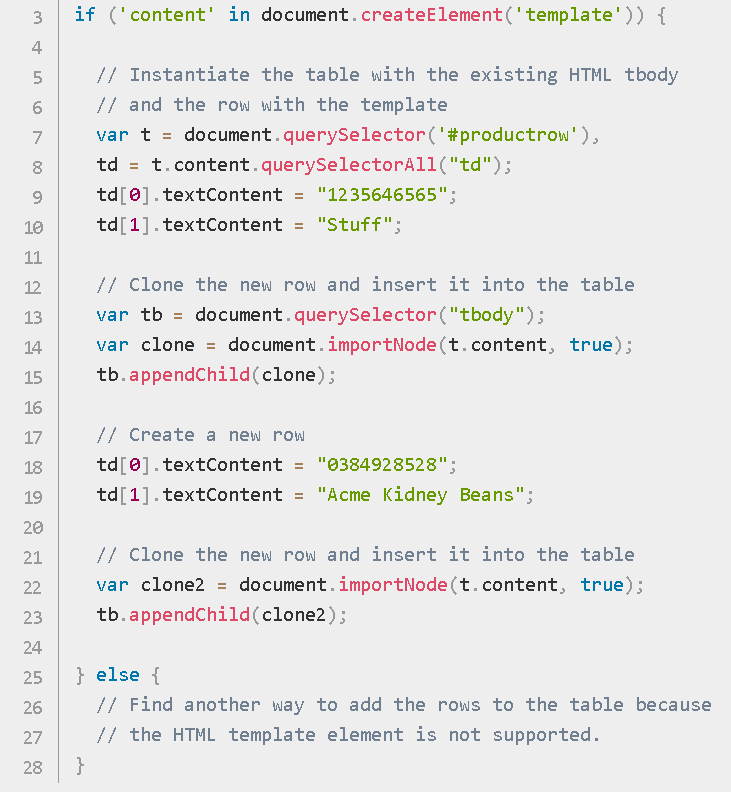 3 if ('content' in document.createElement('template')) {
4
5 // Instantiate the table with the existing HTML tbody
6 // and the row with the template
7 var t = document.querySelector('#productrow'),
8 td = t.content.querySelectorAll("td");
9 td[0].textContent = "1235646565";
10 td[1].textContent = "Stuff";
11
12 // Clone the new row and insert it into the table
13 var tb = document.querySelector("tbody");
14 var clone = document.importNode(t.content, true);
15 tb.appendChild(clone);
16
17 // Create a new row
18 td[0].textContent = "0384928528";
19 td[1].textContent = "Acme Kidney Beans";
20
21 // Clone the new row and insert it into the table
22 var clone2 = document.importNode(t.content, true);
23 tb.appendChild(clone2);
24
25 } else {
26 // Find another way to add the rows to the table because
27 // the HTML template element is not supported.
28 }